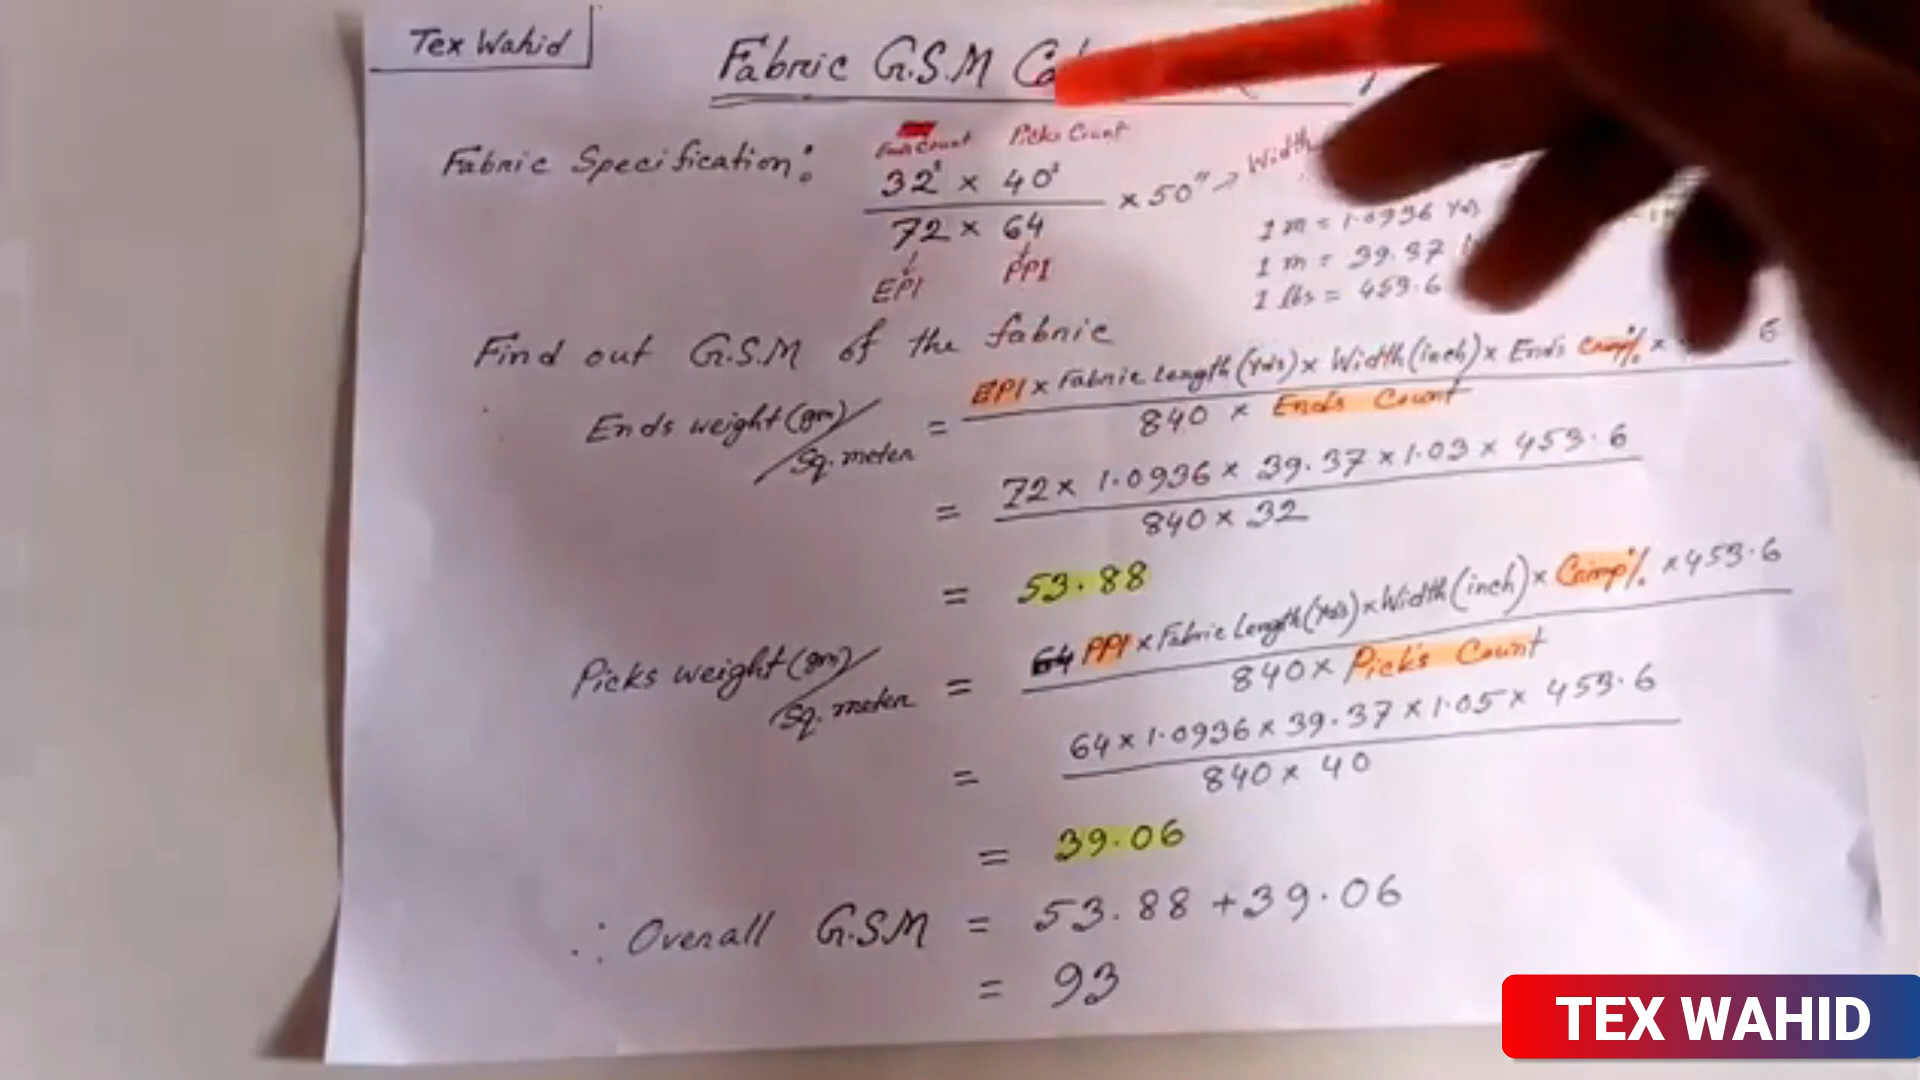 Tex Wahid
Fabric G.S.M
Ends Count Picks Count
Fabric Specification:
32ˢ × 40ˢ
72 × 64
× 50" → Width
EPI PPI
1 m = 1.0936 Yds
1 m = 39.37
1 lbs = 453.6
Find out G.S.M of the fabric
Ends weight (gm) / Sq. meter = EPI × Fabric Length (Yds) × Width (inch) × Ends Crimp% × 6
840 × Ends Count
= 72 × 1.0936 × 39.37 × 1.03 × 453.6
840 × 32
= 53.88
Picks weight (gm) / Sq. meter = 64 PPI × Fabric Length (Yds) × Width (inch) × Crimp% × 453.6
840 × Picks Count
= 64 × 1.0936 × 39.37 × 1.05 × 453.6
840 × 40
= 39.06
∴ Overall G.S.M = 53.88 + 39.06
= 93
TEX WAHID